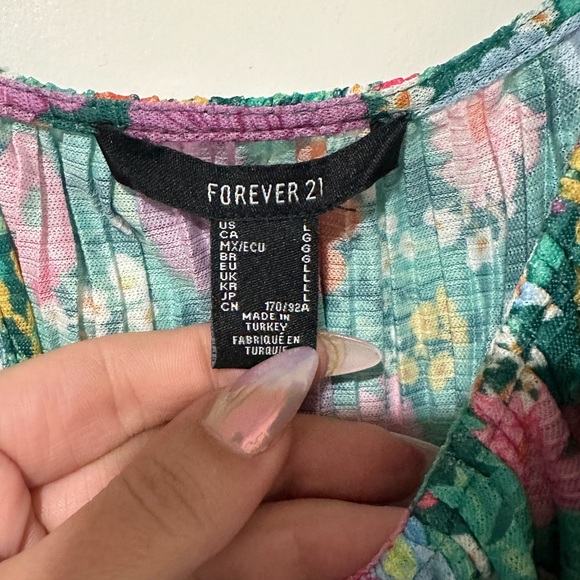 FOREVER 21
US L
CA G
MX/ECU G
BR G
EU L
UK L
KR L
JP L
CN 170/92A
MADE IN
TURKEY
FABRIQUÉ EN
TURQUIE